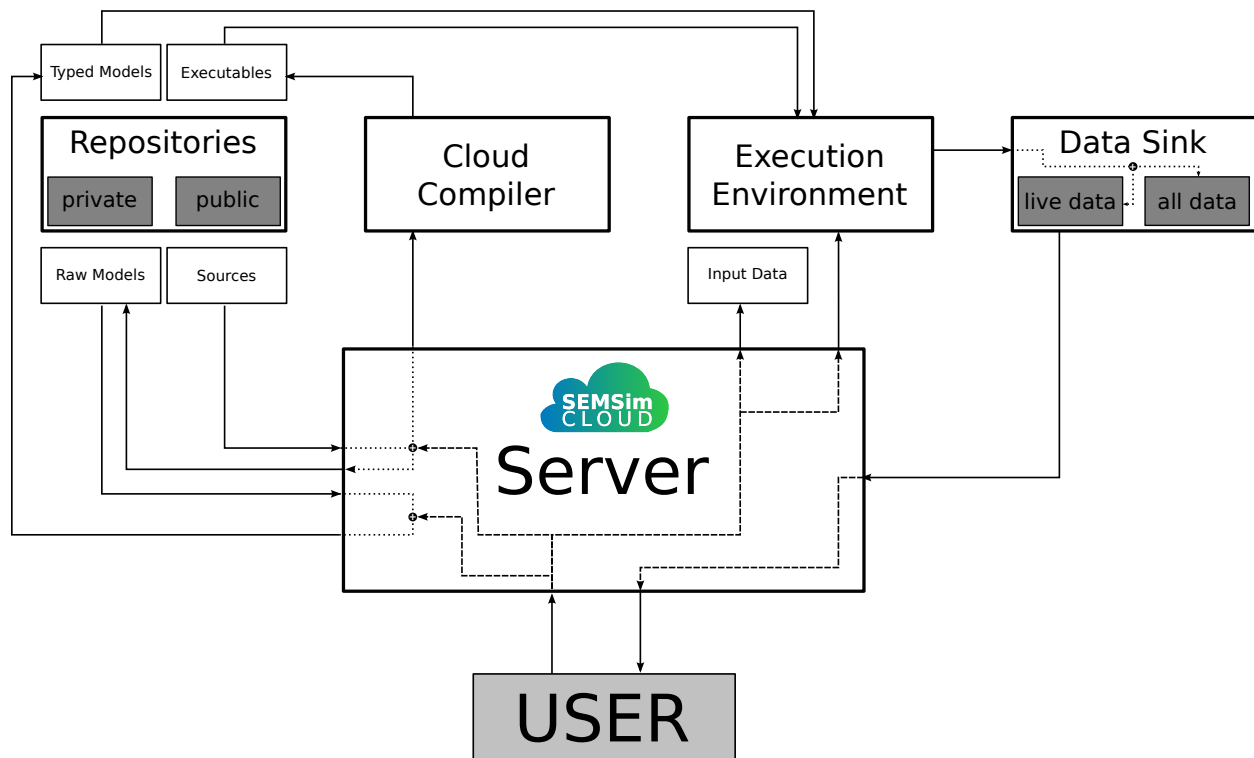 Typed Models
Executables
Repositories
private
public
Cloud
Compiler
Execution
Environment
Data Sink
live data
all data
Raw Models
Sources
Input Data
SEMSim
CLOUD
Server
USER